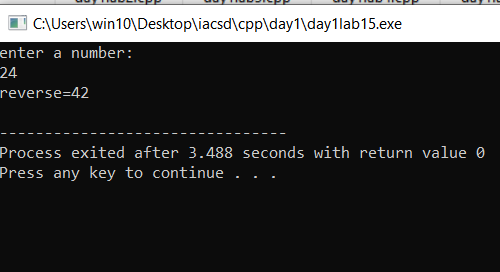 C:\Users\win10\Desktop\iacsd\cpp\day1\day1lab15.exe
enter a number:
24
reverse=42
--------------------------------
Process exited after 3.488 seconds with return value 0
Press any key to continue . . .